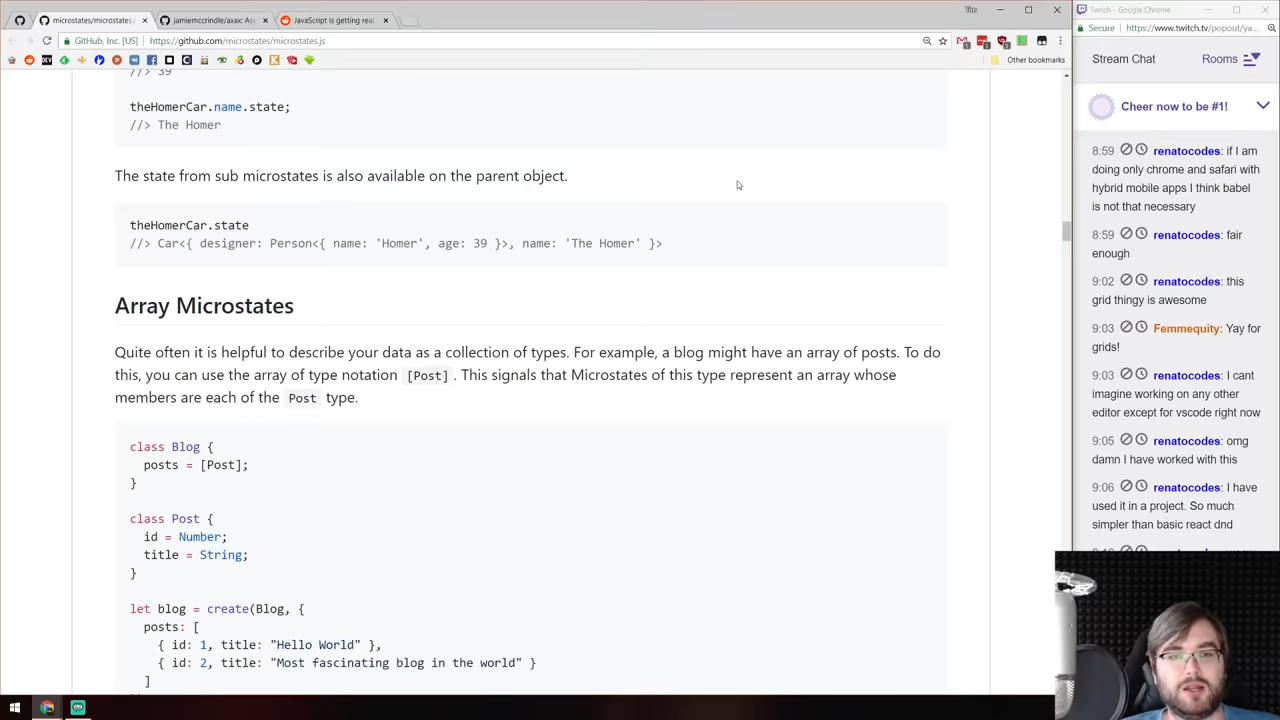 microstates/microstates.j
jamiemccrindle/axax: Asy
JavaScript is getting real
Tim
GitHub, Inc. [US]
https://github.com/microstates/microstates.js
Other bookmarks
//> 39
theHomerCar.name.state;
//> The Homer
The state from sub microstates is also available on the parent object.
theHomerCar.state
//> Car<{ designer: Person<{ name: 'Homer', age: 39 }>, name: 'The Homer' }>
Array Microstates
Quite often it is helpful to describe your data as a collection of types. For example, a blog might have an array of posts. To do
this, you can use the array of type notation [Post]. This signals that Microstates of this type represent an array whose
members are each of the Post type.
class Blog {
posts = [Post];
}
class Post {
id = Number;
title = String;
}
let blog = create(Blog, {
posts: [
{ id: 1, title: "Hello World" },
{ id: 2, title: "Most fascinating blog in the world" }
]
Twitch - Google Chrome
Secure
https://www.twitch.tv/popout/ya...
Stream Chat
Rooms
Cheer now to be #1!
8:59 renatocodes: if I am
doing only chrome and safari with
hybrid mobile apps I think babel
is not that necessary
8:59 renatocodes: fair
enough
9:02 renatocodes: this
grid thingy is awesome
9:03 Femmequity: Yay for
grids!
9:03 renatocodes: I cant
imagine working on any other
editor except for vscode right now
9:05 renatocodes: omg
damn I have worked with this
9:06 renatocodes: I have
used it in a project. So much
simpler than basic react dnd